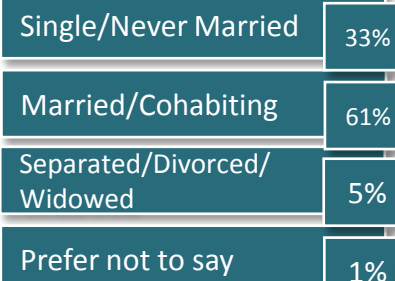 Single/Never Married 33%
Married/Cohabiting 61%
Separated/Divorced/
Widowed 5%
Prefer not to say 1%